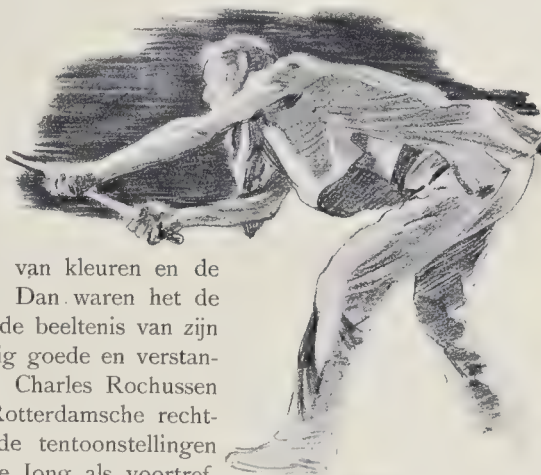 van kleuren en de
Dan waren het de
de beeltenis van zijn
ig goede en verstan-
Charles Rochussen
Rotterdamsche recht-
de tentoonstellingen
e Jong als voortref-